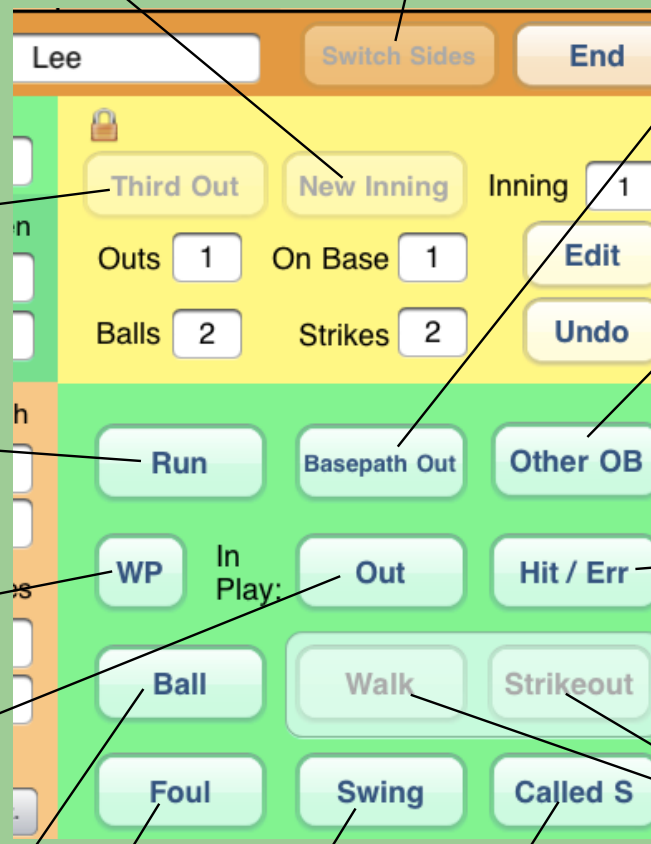 Lee
Switch Sides
End
Third Out
New Inning
Inning
1
en
Outs
1
On Base
1
Edit
Balls
2
Strikes
2
Undo
h
Run
Basepath Out
Other OB
WP
In
Play:
Out
Hit / Err
es
Ball
Walk
Strikeout
Foul
Swing
Called S